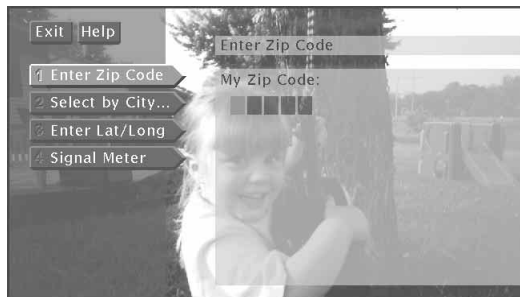 Exit Help
Enter Zip Code
1 Enter Zip Code
My Zip Code:
2 Select by City...
3 Enter Lat/Long
4 Signal Meter